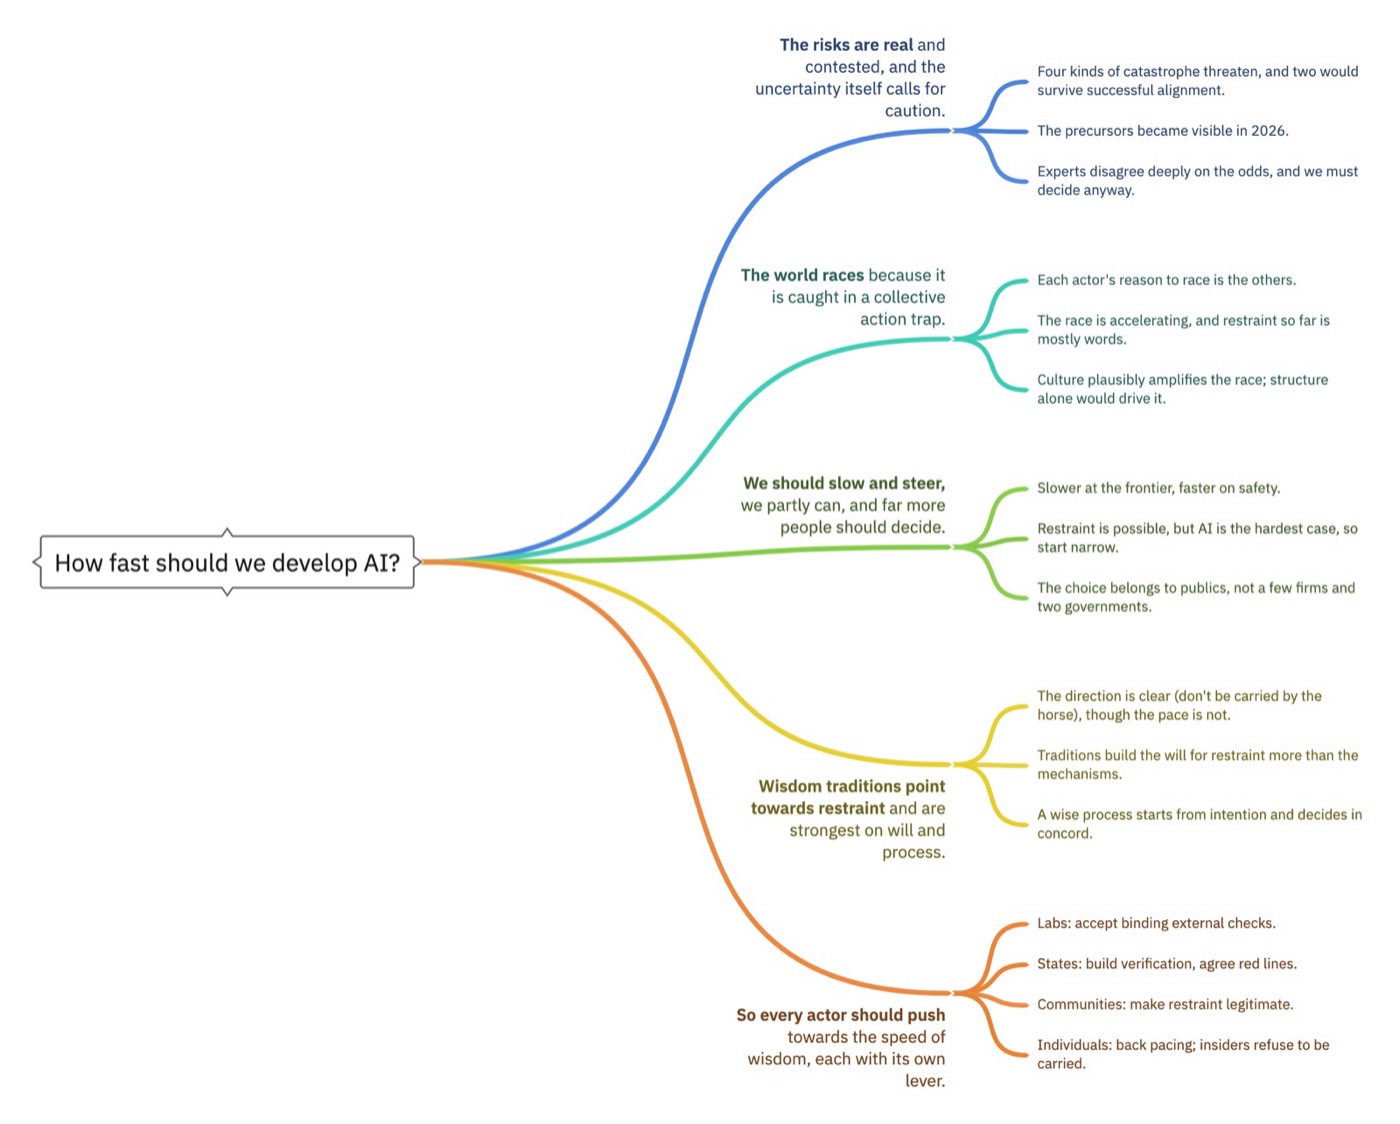 How fast should we develop AI?
The risks are real and
contested, and the
uncertainty itself calls for
caution.
Four kinds of catastrophe threaten, and two would
survive successful alignment.
The precursors became visible in 2026.
Experts disagree deeply on the odds, and we must
decide anyway.
The world races because it
is caught in a collective
action trap.
Each actor's reason to race is the others.
The race is accelerating, and restraint so far is
mostly words.
Culture plausibly amplifies the race; structure
alone would drive it.
We should slow and steer,
we partly can, and far more
people should decide.
Slower at the frontier, faster on safety.
Restraint is possible, but AI is the hardest case, so
start narrow.
The choice belongs to publics, not a few firms and
two governments.
Wisdom traditions point
towards restraint and are
strongest on will and
process.
The direction is clear (don't be carried by the
horse), though the pace is not.
Traditions build the will for restraint more than the
mechanisms.
A wise process starts from intention and decides in
concord.
So every actor should push
towards the speed of
wisdom, each with its own
lever.
Labs: accept binding external checks.
States: build verification, agree red lines.
Communities: make restraint legitimate.
Individuals: back pacing; insiders refuse to be
carried.